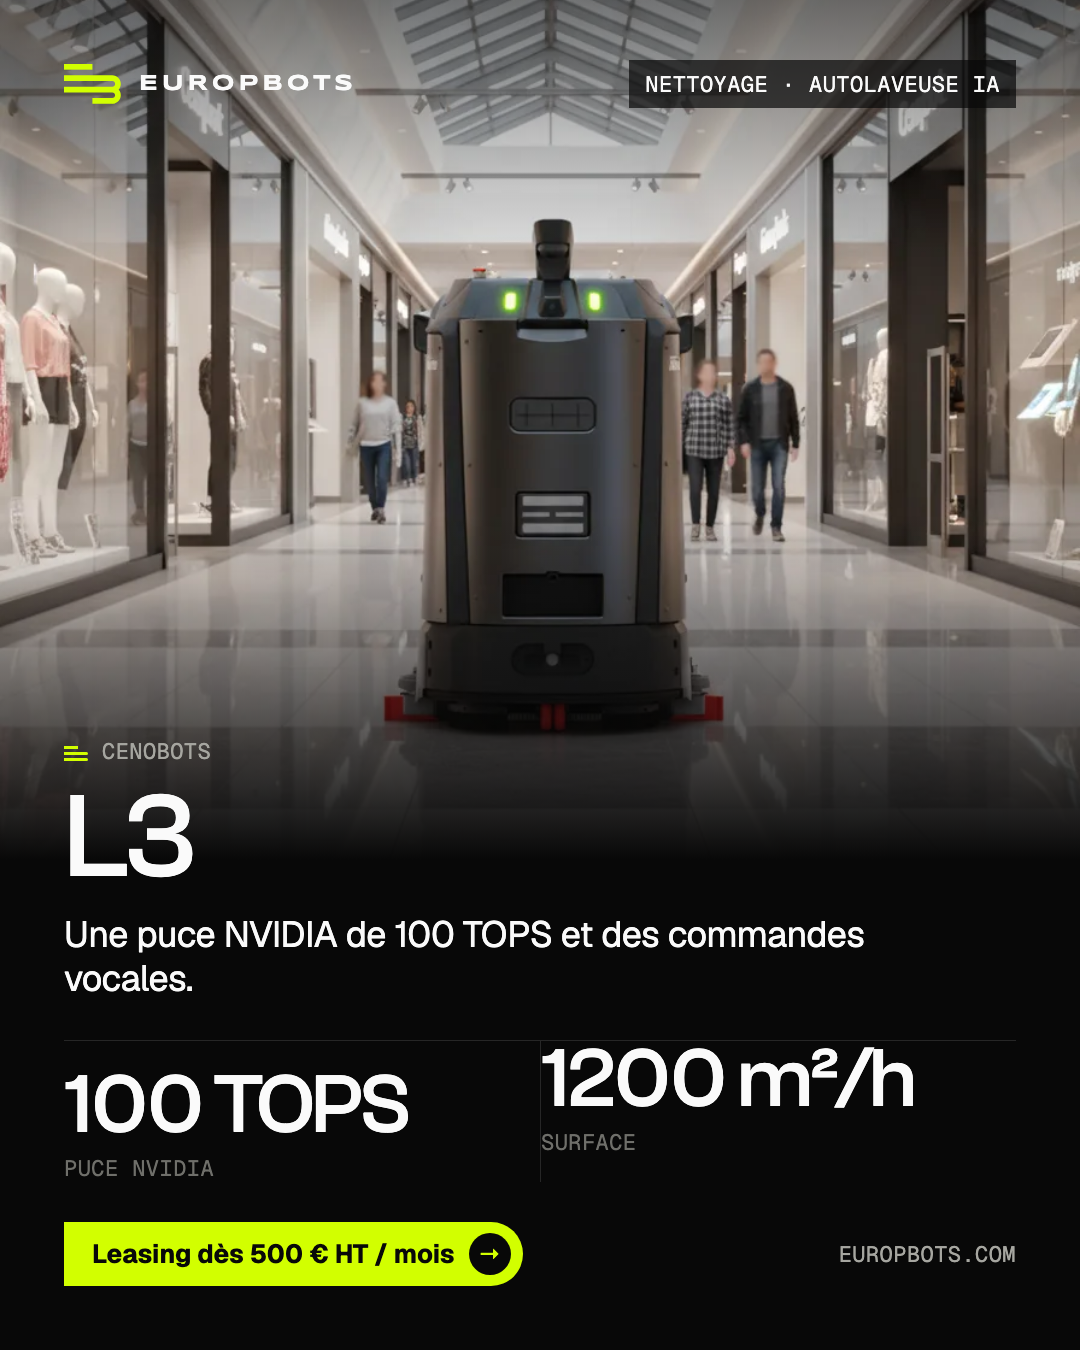 EUROPBOTS
NETTOYAGE · AUTOLAVEUSE IA
CENOBOTS
L3
Une puce NVIDIA de 100 TOPS et des commandes
vocales.
100 TOPS
PUCE NVIDIA
1200 m²/h
SURFACE
Leasing dès 500 € HT / mois →
EUROPBOTS.COM